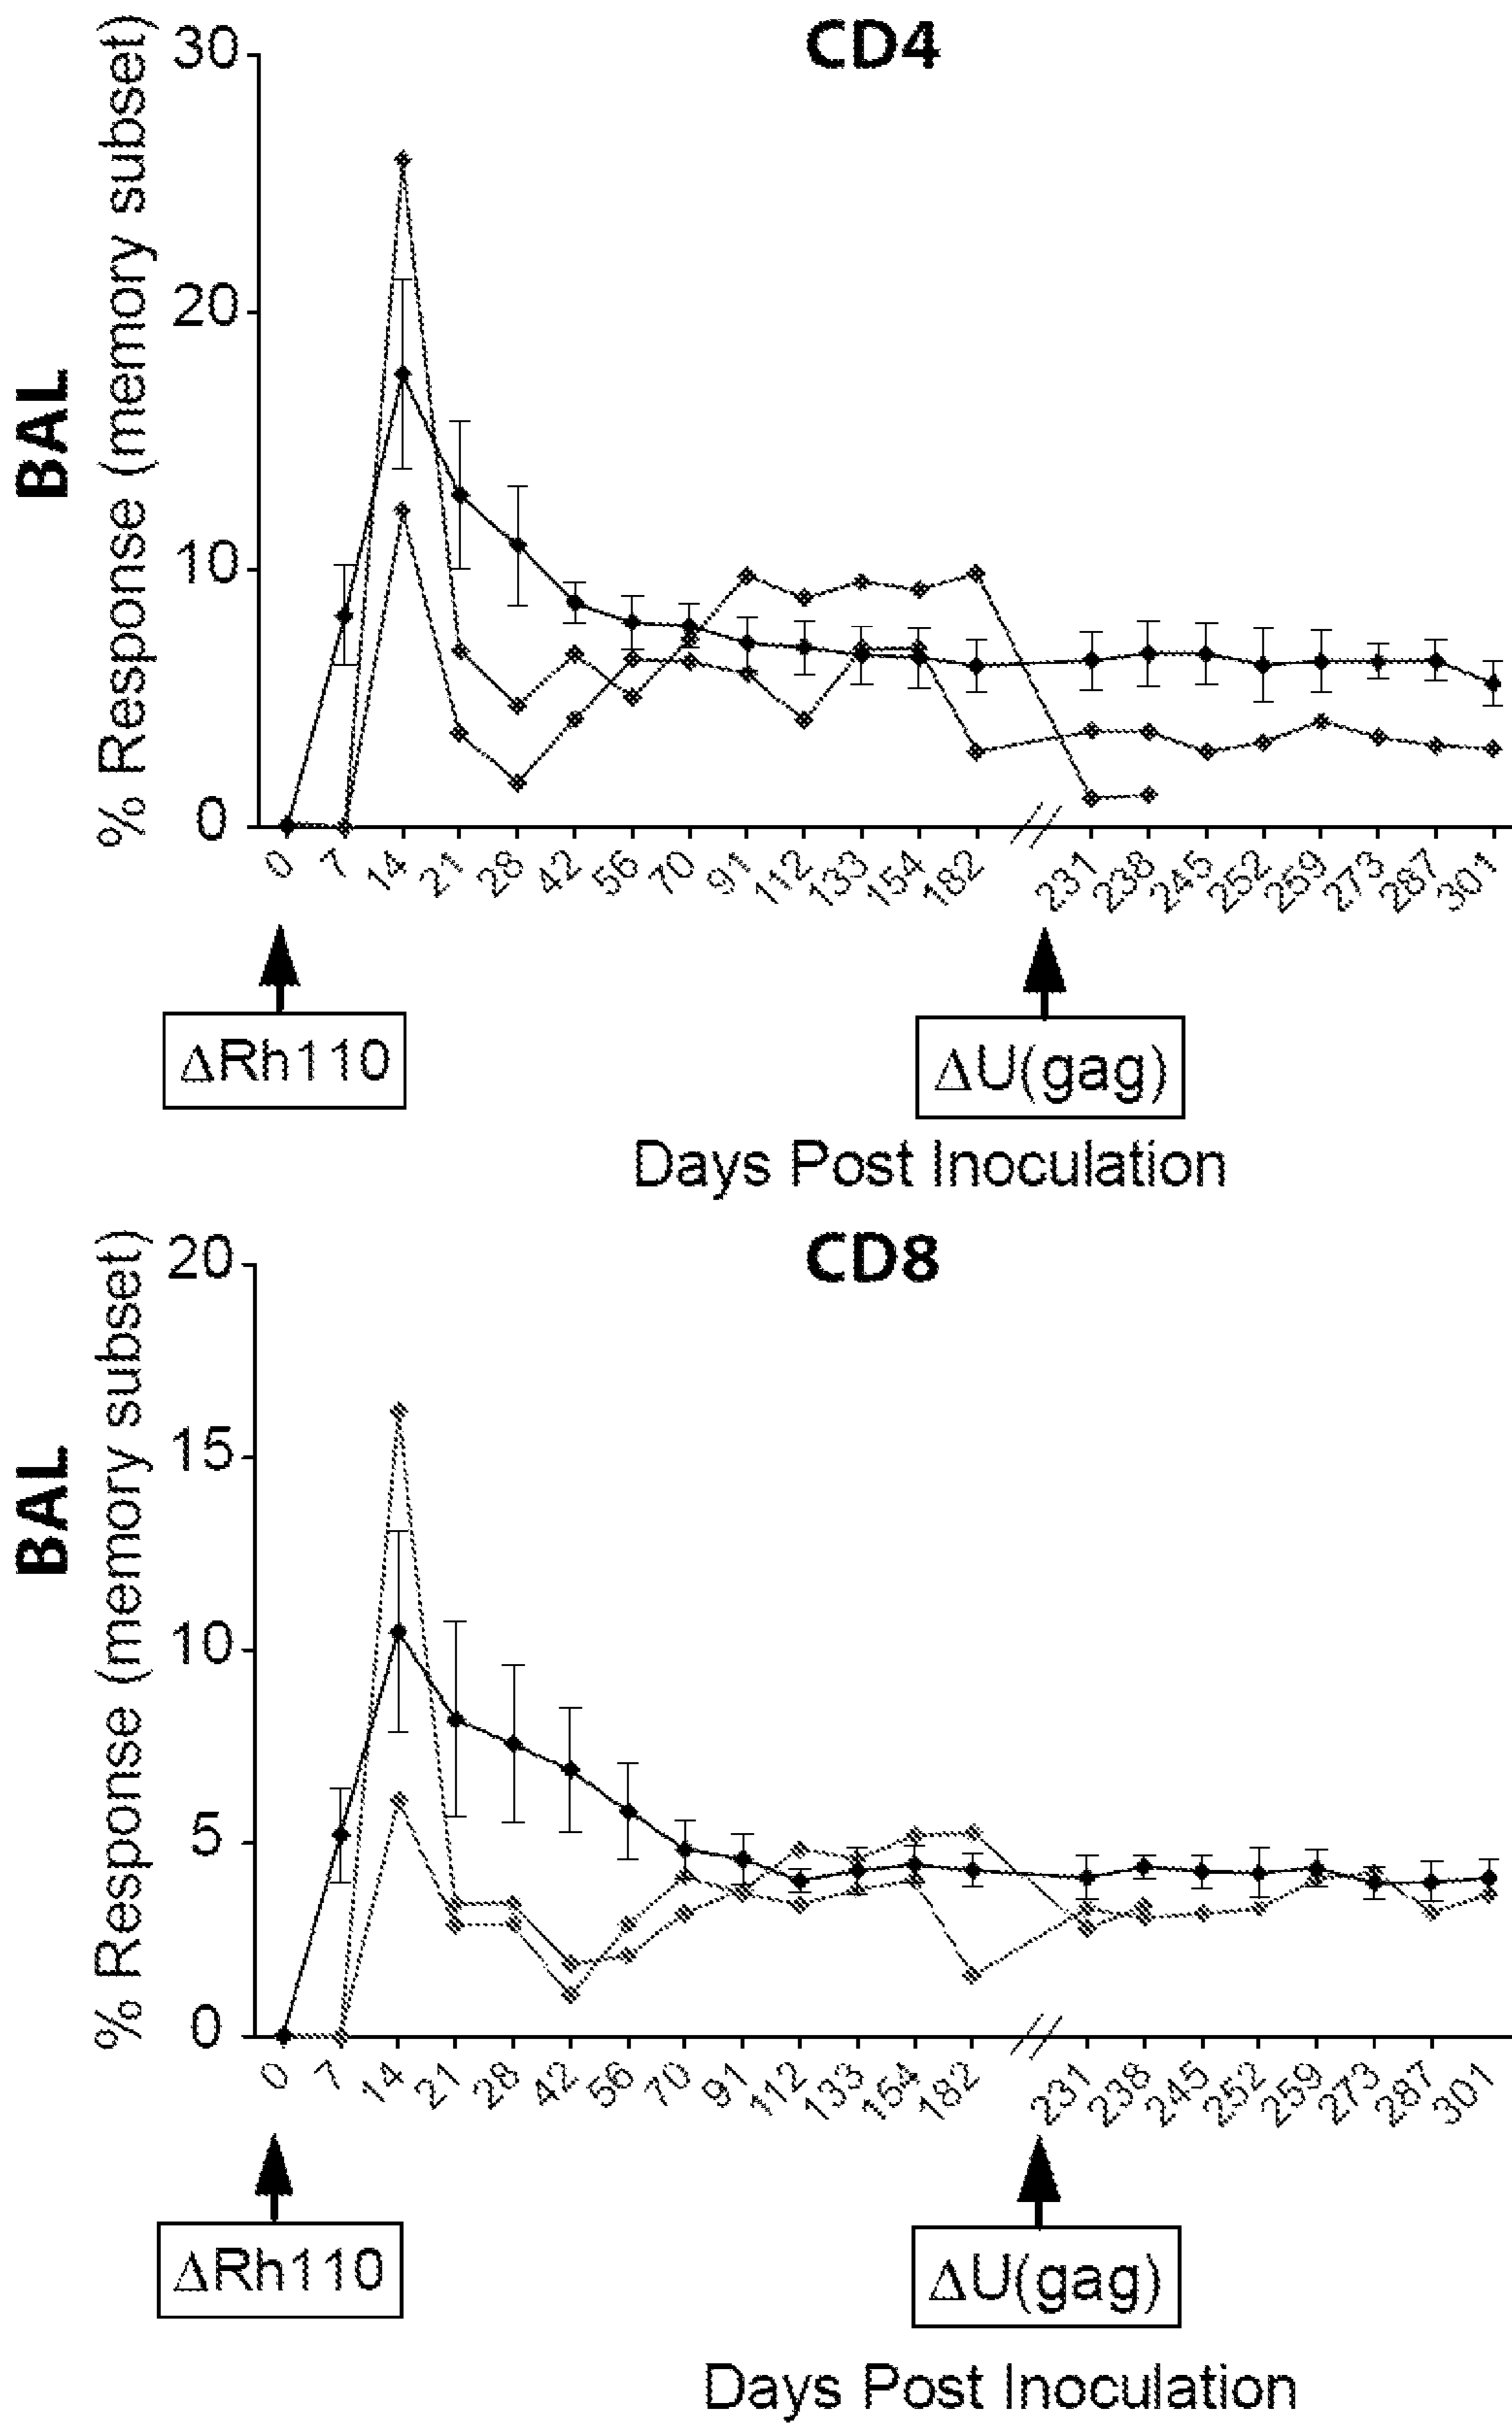 CD4
BAL
% Response (memory subset)
30
20
10
0
0 7 14 21 28 42 56 70 91 112 133 154 182 231 238 245 252 259 273 287 301
ΔRh110
ΔU(gag)
Days Post Inoculation
CD8
BAL
% Response (memory subset)
20
15
10
5
0
0 7 14 21 28 42 56 70 91 112 133 154 182 231 238 245 252 259 273 287 301
ΔRh110
ΔU(gag)
Days Post Inoculation